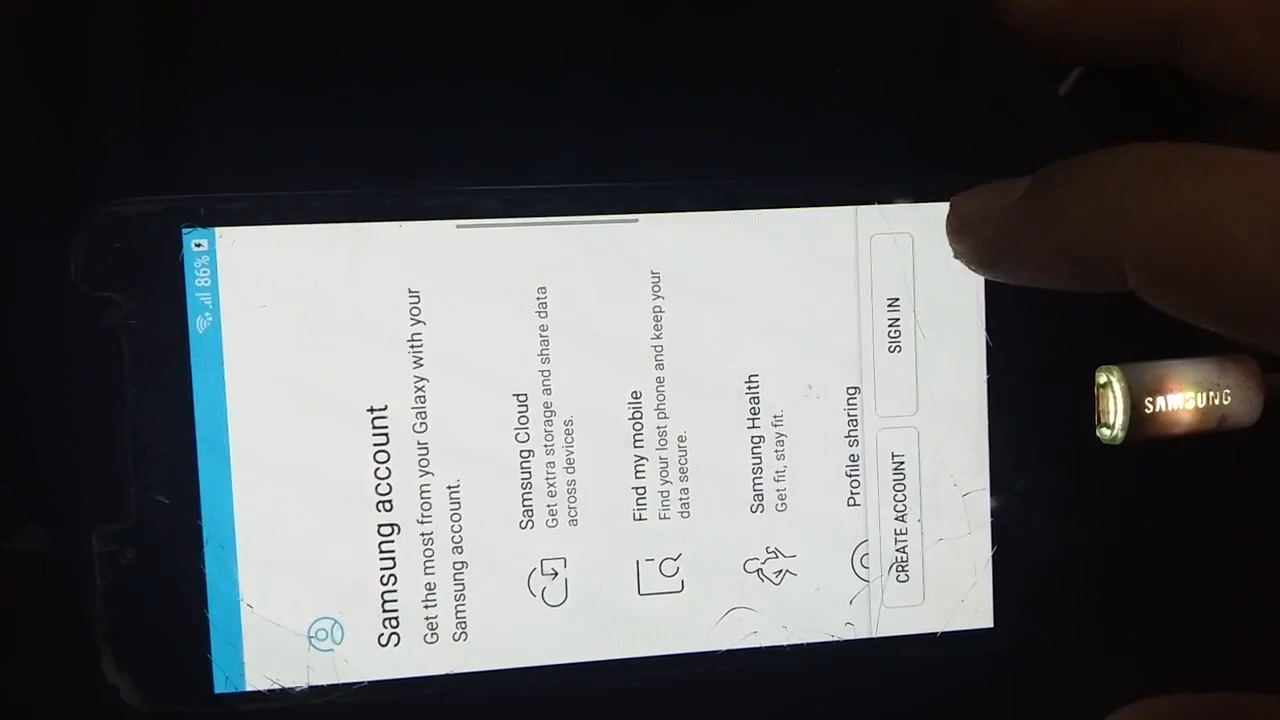 86%
Samsung account
Get the most from your Galaxy with your
Samsung account.
Samsung Cloud
Get extra storage and share data
across devices.
Find my mobile
Find your lost phone and keep your
data secure.
Samsung Health
Get fit, stay fit.
Profile sharing
CREATE ACCOUNT
SIGN IN
SAMSUNG